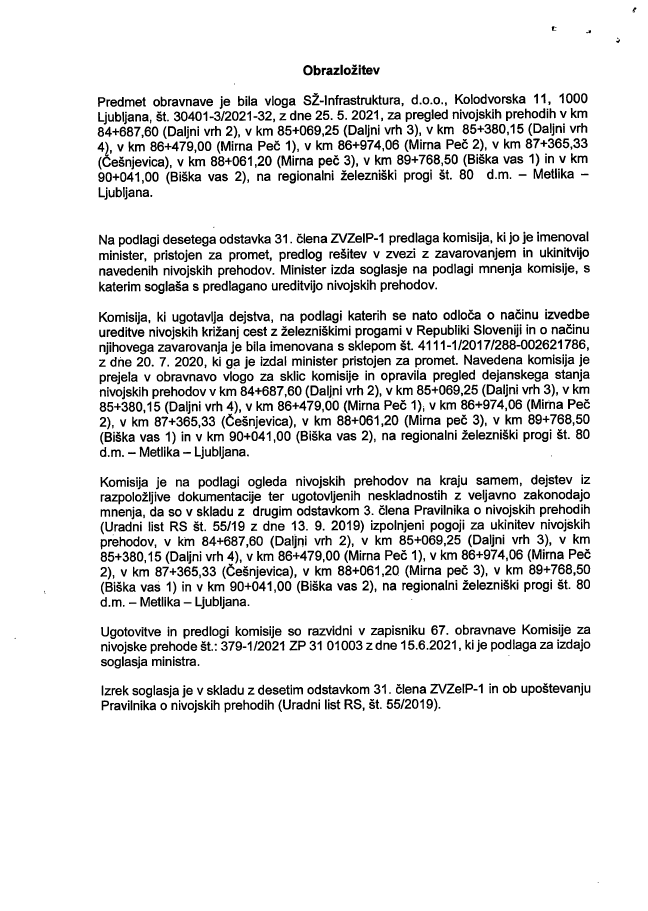 Obrazložitev
Predmet obravnave je bila vloga SŽ-Infrastruktura, d.o.o., Kolodvorska 11, 1000
Ljubljana, št. 30401-3/2021-32, z dne 25. 5. 2021, za pregled nivojskih prehodih v km
84+687,60 (Daljni vrh 2), v km 85+069,25 (Daljni vrh 3), v km 85+380,15 (Daljni vrh
4), v km 86+479,00 (Mirna Peč 1), v km 86+974,06 (Mirna Peč 2), v km 87+365,33
(Češnjevica), v km 88+061,20 (Mirna peč 3), v km 89+768,50 (Biška vas 1) in v km
90+041,00 (Biška vas 2), na regionalni železniški progi št. 80 d.m. – Metlika –
Ljubljana.
Na podlagi desetega odstavka 31. člena ZVZelP-1 predlaga komisija, ki jo je imenoval
minister, pristojen za promet, predlog rešitev v zvezi z zavarovanjem in ukinitvijo
navedenih nivojskih prehodov. Minister izda soglasje na podlagi mnenja komisije, s
katerim soglaša s predlagano ureditvijo nivojskih prehodov.
Komisija, ki ugotavlja dejstva, na podlagi katerih se nato odloča o načinu izvedbe
ureditve nivojskih križanj cest z železniškimi progami v Republiki Sloveniji in o načinu
njihovega zavarovanja je bila imenovana s sklepom št. 4111-1/2017/288-002621786,
z dne 20. 7. 2020, ki ga je izdal minister pristojen za promet. Navedena komisija je
prejela v obravnavo vlogo za sklic komisije in opravila pregled dejanskega stanja
nivojskih prehodov v km 84+687,60 (Daljni vrh 2), v km 85+069,25 (Daljni vrh 3), v km
85+380,15 (Daljni vrh 4), v km 86+479,00 (Mirna Peč 1), v km 86+974,06 (Mirna Peč
2), v km 87+365,33 (Češnjevica), v km 88+061,20 (Mirna peč 3), v km 89+768,50
(Biška vas 1) in v km 90+041,00 (Biška vas 2), na regionalni železniški progi št. 80
d.m. – Metlika – Ljubljana.
Komisija je na podlagi ogleda nivojskih prehodov na kraju samem, dejstev iz
razpoložljive dokumentacije ter ugotovljenih neskladnostih z veljavno zakonodajo
mnenja, da so v skladu z drugim odstavkom 3. člena Pravilnika o nivojskih prehodih
(Uradni list RS št. 55/19 z dne 13. 9. 2019) izpolnjeni pogoji za ukinitev nivojskih
prehodov, v km 84+687,60 (Daljni vrh 2), v km 85+069,25 (Daljni vrh 3), v km
85+380,15 (Daljni vrh 4), v km 86+479,00 (Mirna Peč 1), v km 86+974,06 (Mirna Peč
2), v km 87+365,33 (Češnjevica), v km 88+061,20 (Mirna peč 3), v km 89+768,50
(Biška vas 1) in v km 90+041,00 (Biška vas 2), na regionalni železniški progi št. 80
d.m. – Metlika – Ljubljana.
Ugotovitve in predlogi komisije so razvidni v zapisniku 67. obravnave Komisije za
nivojske prehode št.: 379-1/2021 ZP 31 01003 z dne 15.6.2021, ki je podlaga za izdajo
soglasja ministra.
Izrek soglasja je v skladu z desetim odstavkom 31. člena ZVZelP-1 in ob upoštevanju
Pravilnika o nivojskih prehodih (Uradni list RS, št. 55/2019).